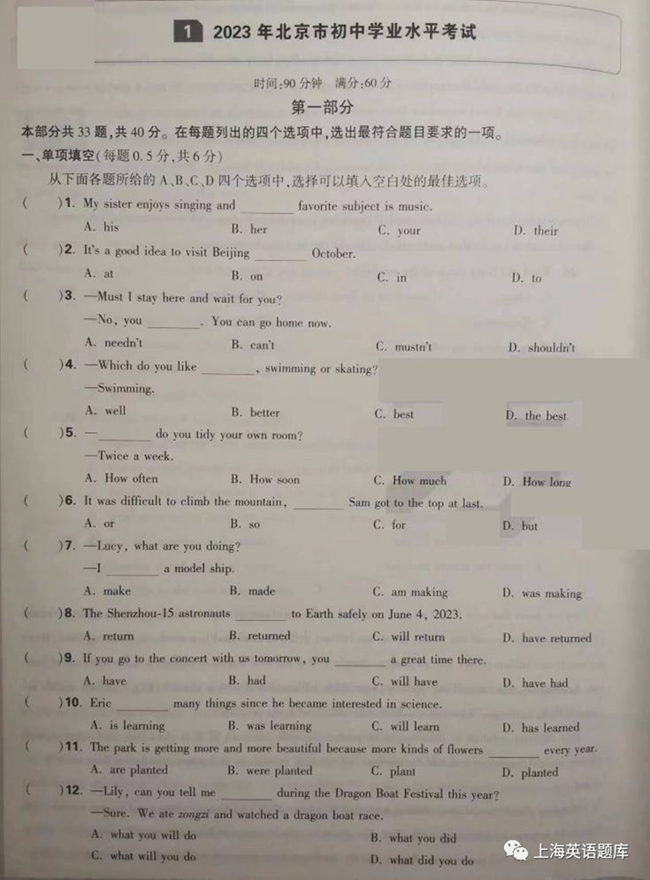 1 2023年北京市初中学业水平考试
时间:90分钟 满分:60分
第一部分
本部分共33题,共40分。在每题列出的四个选项中,选出最符合题目要求的一项。
一、单项填空(每题0.5分,共6分)
从下面各题所给的A、B、C、D四个选项中,选择可以填入空白处的最佳选项。
( )1. My sister enjoys singing and ______ favorite subject is music.
A. his B. her C. your D. their
( )2. It's a good idea to visit Beijing ______ October.
A. at B. on C. in D. to
( )3. —Must I stay here and wait for you?
—No, you ______. You can go home now.
A. needn't B. can't C. mustn't D. shouldn't
( )4. —Which do you like ______, swimming or skating?
—Swimming.
A. well B. better C. best D. the best
( )5. —______ do you tidy your own room?
—Twice a week.
A. How often B. How soon C. How much D. How long
( )6. It was difficult to climb the mountain, ______ Sam got to the top at last.
A. or B. so C. for D. but
( )7. —Lucy, what are you doing?
—I ______ a model ship.
A. make B. made C. am making D. was making
( )8. The Shenzhou-15 astronauts ______ to Earth safely on June 4, 2023.
A. return B. returned C. will return D. have returned
( )9. If you go to the concert with us tomorrow, you ______ a great time there.
A. have B. had C. will have D. have had
( )10. Eric ______ many things since he became interested in science.
A. is learning B. was learning C. will learn D. has learned
( )11. The park is getting more and more beautiful because more kinds of flowers ______ every year.
A. are planted B. were planted C. plant D. planted
( )12. —Lily, can you tell me ______ during the Dragon Boat Festival this year?
—Sure. We ate zongzi and watched a dragon boat race.
A. what you will do B. what you did
C. what will you do D. what did you do
上海英语题库